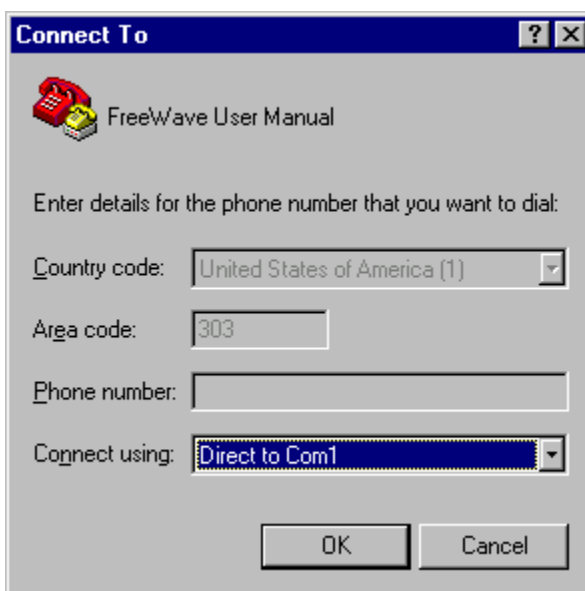 Connect To
FreeWave User Manual
Enter details for the phone number that you want to dial:
Country code: United States of America (1)
Area code: 303
Phone number:
Connect using: Direct to Com1
OK Cancel